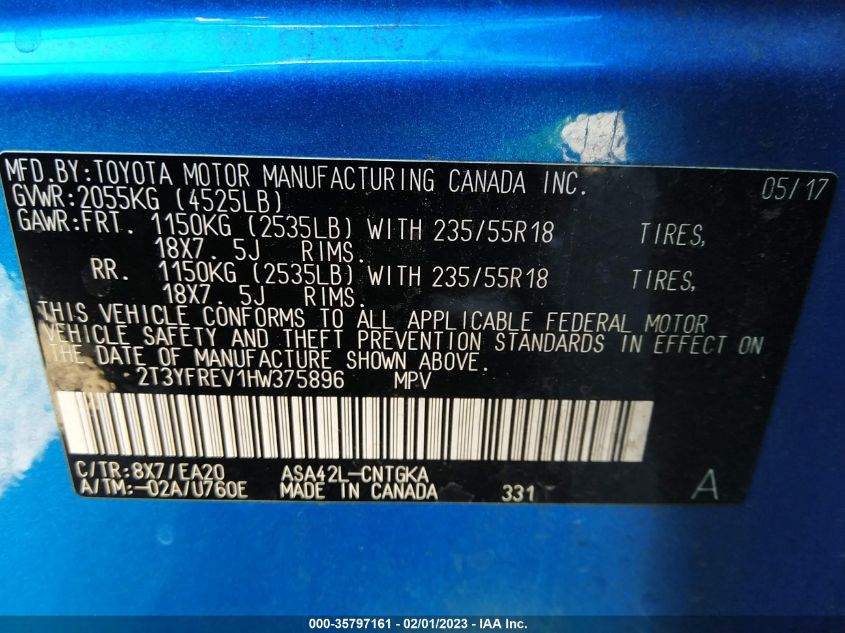 MFD.BY:TOYOTA MOTOR MANUFACTURING CANADA INC. 05/17
GVWR:2055KG (4525LB)
GAWR:FRT. 1150KG (2535LB) WITH 235/55R18 TIRES,
18X7. 5J RIMS.
RR. 1150KG (2535LB) WITH 235/55R18 TIRES,
18X7. 5J RIMS.
THIS VEHICLE CONFORMS TO ALL APPLICABLE FEDERAL MOTOR
VEHICLE SAFETY AND THEFT PREVENTION STANDARDS IN EFFECT ON
THE DATE OF MANUFACTURE SHOWN ABOVE.
2T3YFREV1HW375896 MPV
C/TR:8X7/EA20 ASA42L-CNTGKA
A/TM:-02A/U760E MADE IN CANADA 331 A
000-35797161 - 02/01/2023 - IAA Inc.